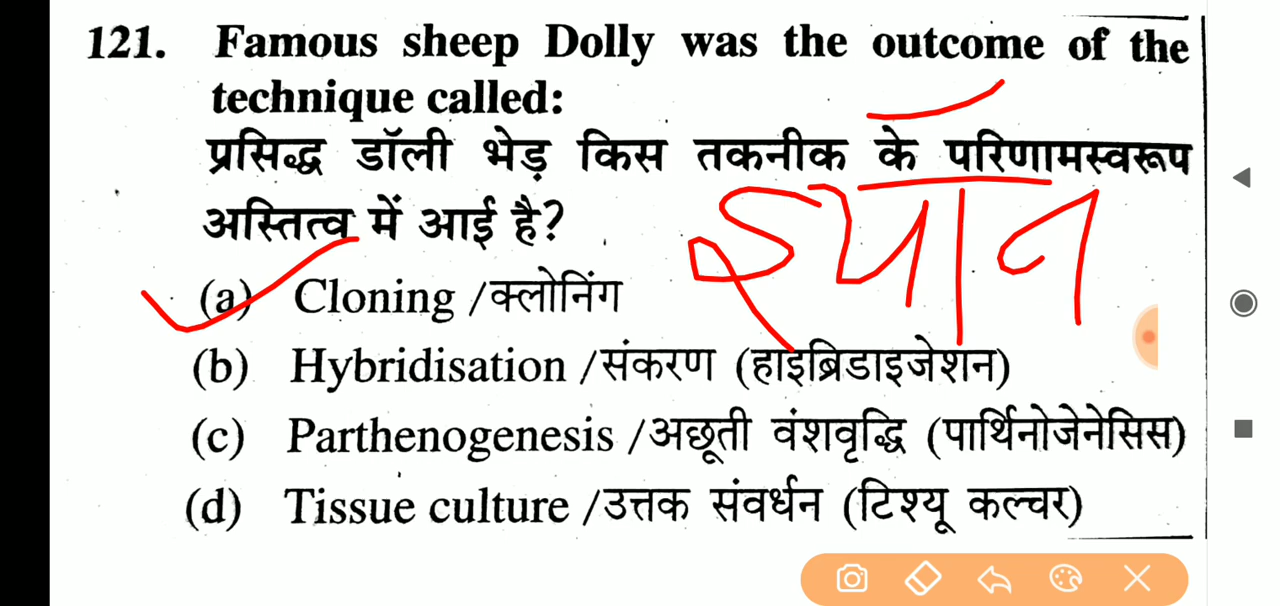 121. Famous sheep Dolly was the outcome of the
technique called:
प्रसिद्ध डॉली भेड़ किस तकनीक के परिणामस्वरूप
अस्तित्व में आई है?
(a) Cloning /क्लोनिंग
(b) Hybridisation /संकरण (हाइब्रिडाइजेशन)
(c) Parthenogenesis /अछूती वंशवृद्धि (पार्थिनोजेनेसिस)
(d) Tissue culture /उत्तक संवर्धन (टिश्यू कल्चर)